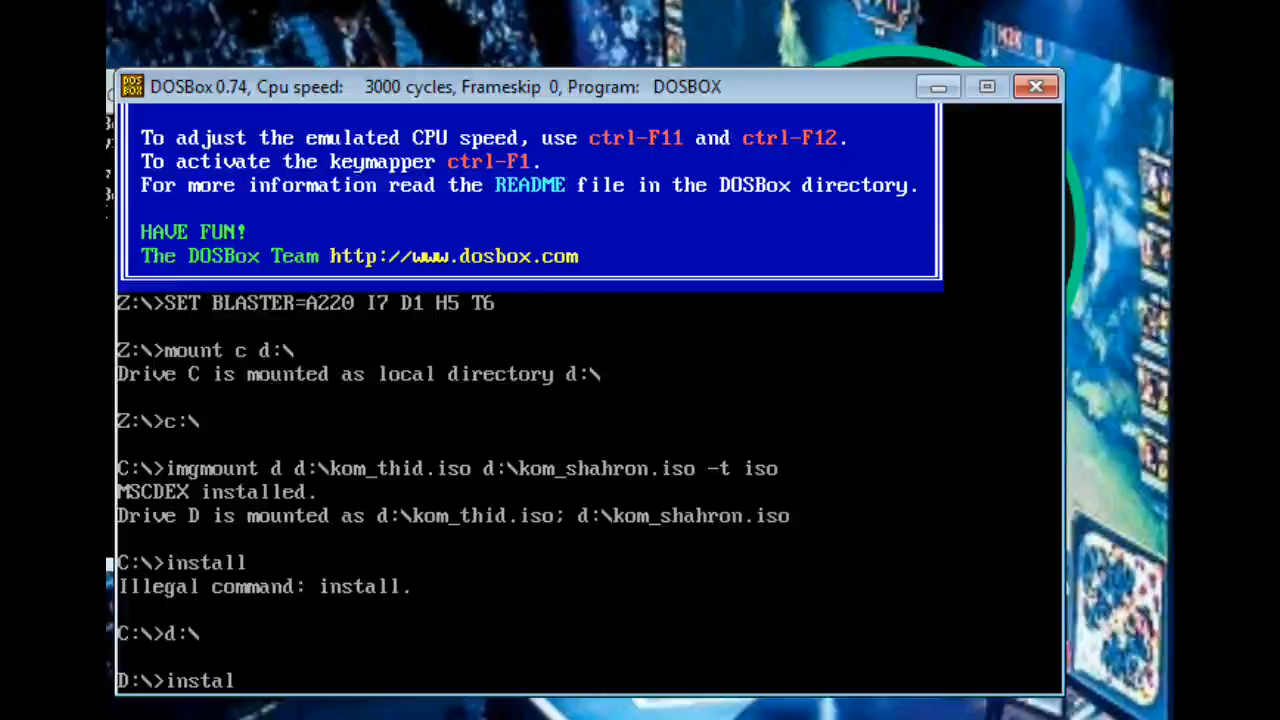 DOSBox 0.74, Cpu speed: 3000 cycles, Frameskip 0, Program: DOSBOX
To adjust the emulated CPU speed, use ctrl-F11 and ctrl-F12.
To activate the keymapper ctrl-F1.
For more information read the README file in the DOSBox directory.
HAVE FUN!
The DOSBox Team http://www.dosbox.com
Z:\>SET BLASTER=A220 I7 D1 H5 T6
Z:\>mount c d:\
Drive C is mounted as local directory d:\
Z:\>c:\
C:\>imgmount d d:\kom_thid.iso d:\kom_shahron.iso -t iso
MSCDEX installed.
Drive D is mounted as d:\kom_thid.iso; d:\kom_shahron.iso
C:\>install
Illegal command: install.
C:\>d:\
D:\>instal